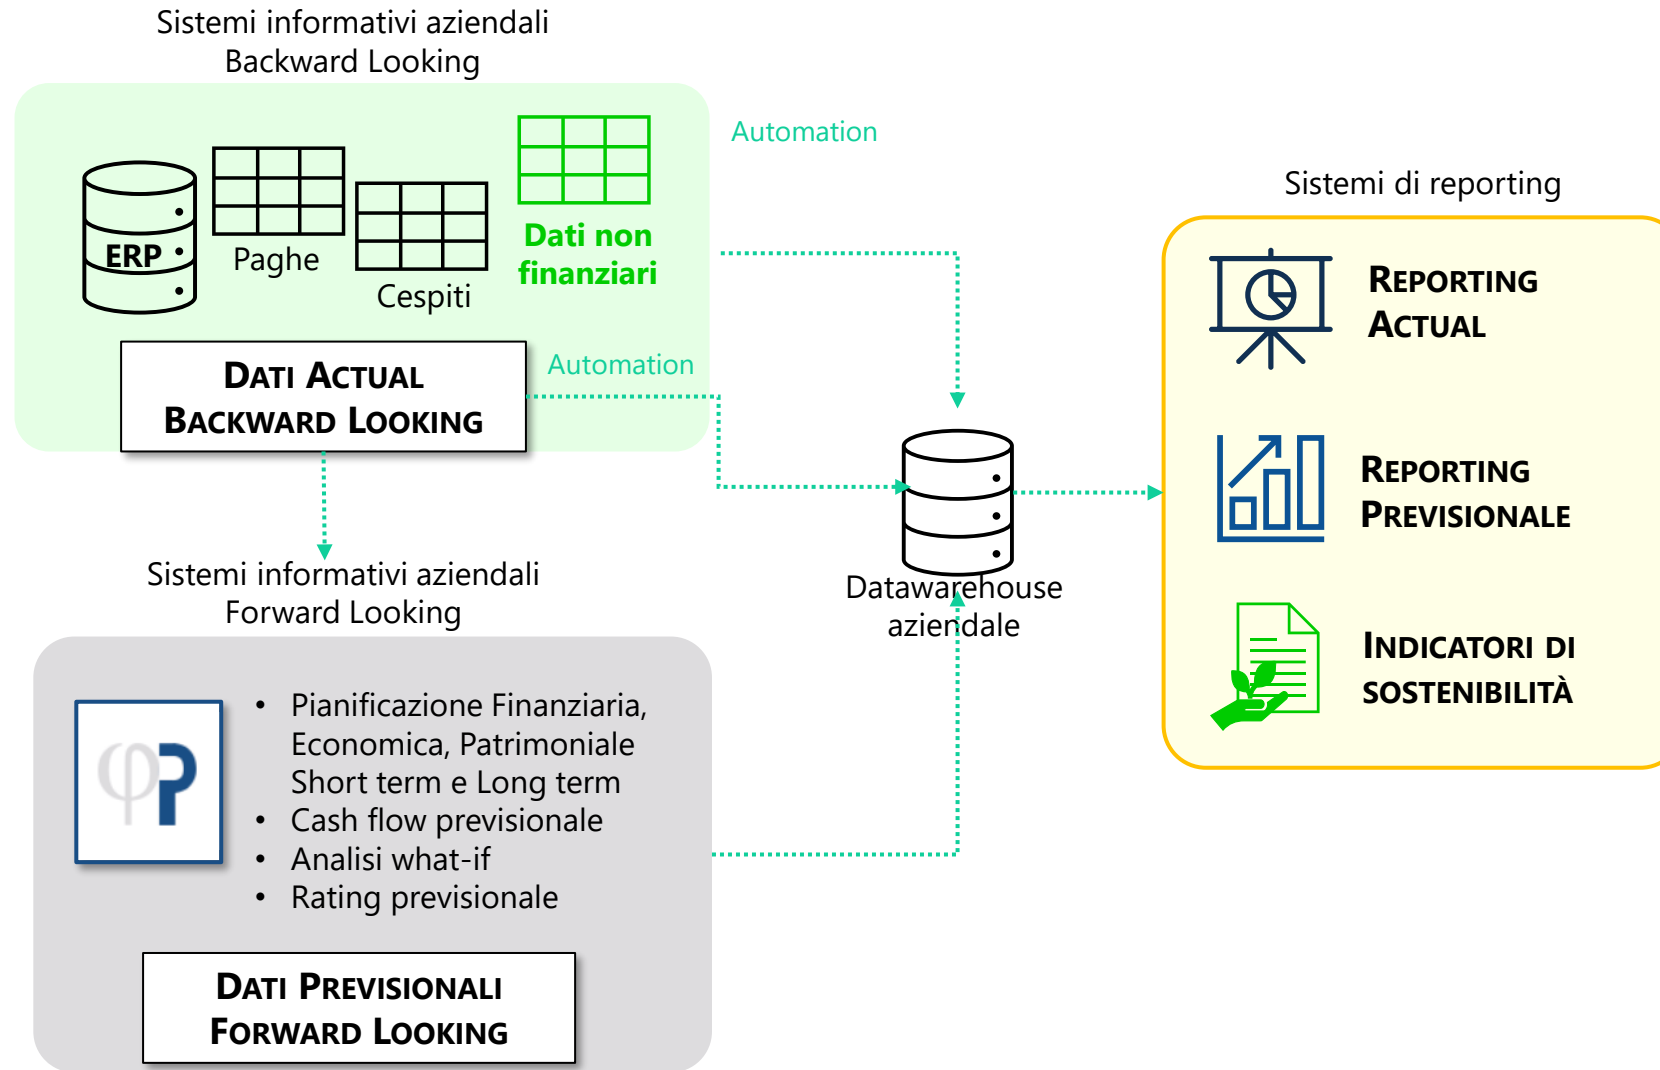 Sistemi informativi aziendali
Backward Looking
ERP
Paghe
Cespiti
Dati non
finanziari
DATI ACTUAL
BACKWARD LOOKING
Automation
Automation
Sistemi informativi aziendali
Forward Looking
• Pianificazione Finanziaria,
Economica, Patrimoniale
Short term e Long term
• Cash flow previsionale
• Analisi what-if
• Rating previsionale
DATI PREVISIONALI
FORWARD LOOKING
Datawarehouse
aziendale
Sistemi di reporting
REPORTING
ACTUAL
REPORTING
PREVISIONALE
INDICATORI DI
SOSTENIBILITÀ
φP